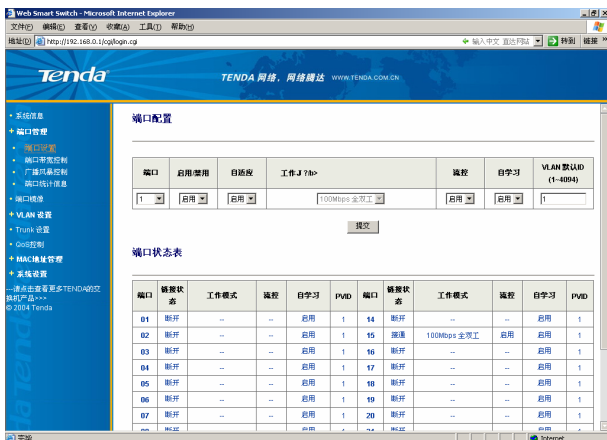 Web Smart Switch - Microsoft Internet Explorer
文件(F) 编辑(E) 查看(V) 收藏(A) 工具(T) 帮助(H)
地址(D) http://192.168.0.1/cgi/login.cgi 输入中文 直达网站 转到 链接 »
Tenda
TENDA 网络，网络腾达 WWW.TENDA.COM.CN
系统信息
+ 端口管理
端口设置
端口带宽控制
广播风暴控制
端口统计信息
端口镜像
+ VLAN 设置
Trunk 设置
QoS控制
+ MAC地址管理
+ 系统设置
---请点击查看更多TENDA的交
换机产品>>>
© 2004 Tenda
端口配置
端口 启用/禁用 自适应 工作J ?/b> 流控 自学习 VLAN 默认ID
(1~4094)
1 启用 启用 100Mbps 全双工 启用 启用 1
提交
端口状态表
端口 链接状态 工作模式 流控 自学习 PVID 端口 链接状态 工作模式 流控 自学习 PVID
01 断开 -- -- 启用 1 14 断开 -- -- 启用 1
02 断开 -- -- 启用 1 15 接通 100Mbps 全双工 启用 启用 1
03 断开 -- -- 启用 1 16 断开 -- -- 启用 1
04 断开 -- -- 启用 1 17 断开 -- -- 启用 1
05 断开 -- -- 启用 1 18 断开 -- -- 启用 1
06 断开 -- -- 启用 1 19 断开 -- -- 启用 1
07 断开 -- -- 启用 1 20 断开 -- -- 启用 1
完毕 Internet